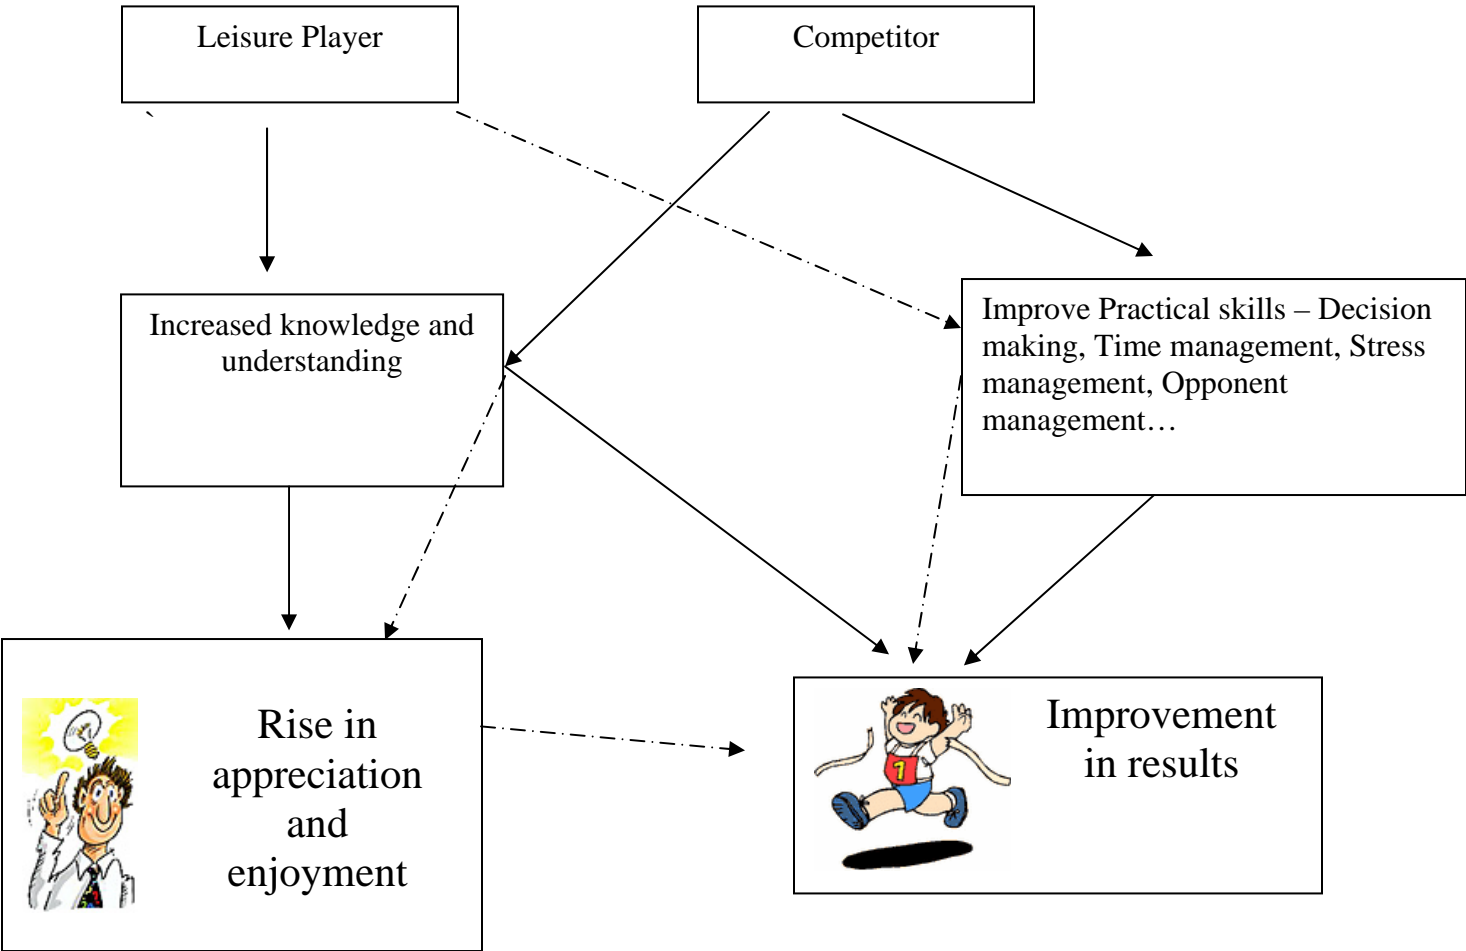 Leisure Player
Competitor
Increased knowledge and
understanding
Improve Practical skills – Decision
making, Time management, Stress
management, Opponent
management…
Rise in
appreciation
and
enjoyment
Improvement
in results
7